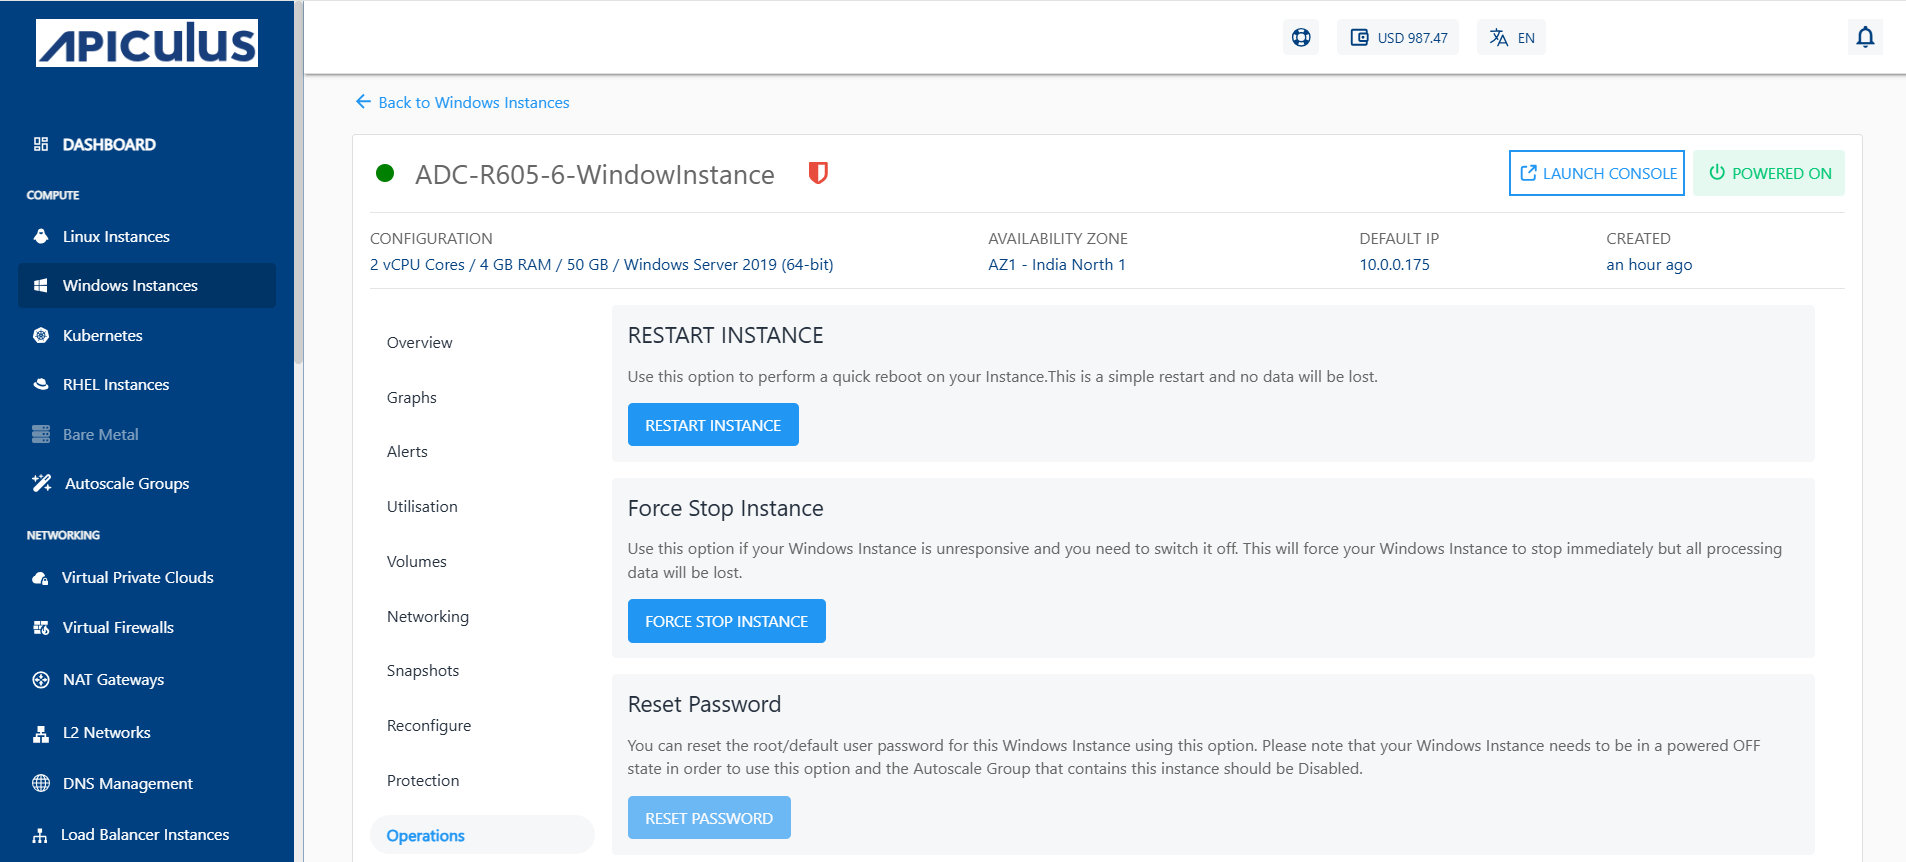 APICULUS
USD 987.47
EN
DASHBOARD
COMPUTE
Linux Instances
Windows Instances
Kubernetes
RHEL Instances
Bare Metal
Autoscale Groups
NETWORKING
Virtual Private Clouds
Virtual Firewalls
NAT Gateways
L2 Networks
DNS Management
Load Balancer Instances
Back to Windows Instances
ADC-R605-6-WindowInstance
LAUNCH CONSOLE
POWERED ON
CONFIGURATION
2 vCPU Cores / 4 GB RAM / 50 GB / Windows Server 2019 (64-bit)
AVAILABILITY ZONE
AZ1 - India North 1
DEFAULT IP
10.0.0.175
CREATED
an hour ago
Overview
Graphs
Alerts
Utilisation
Volumes
Networking
Snapshots
Reconfigure
Protection
Operations
RESTART INSTANCE
Use this option to perform a quick reboot on your Instance.This is a simple restart and no data will be lost.
RESTART INSTANCE
Force Stop Instance
Use this option if your Windows Instance is unresponsive and you need to switch it off. This will force your Windows Instance to stop immediately but all processing
data will be lost.
FORCE STOP INSTANCE
Reset Password
You can reset the root/default user password for this Windows Instance using this option. Please note that your Windows Instance needs to be in a powered OFF
state in order to use this option and the Autoscale Group that contains this instance should be Disabled.
RESET PASSWORD